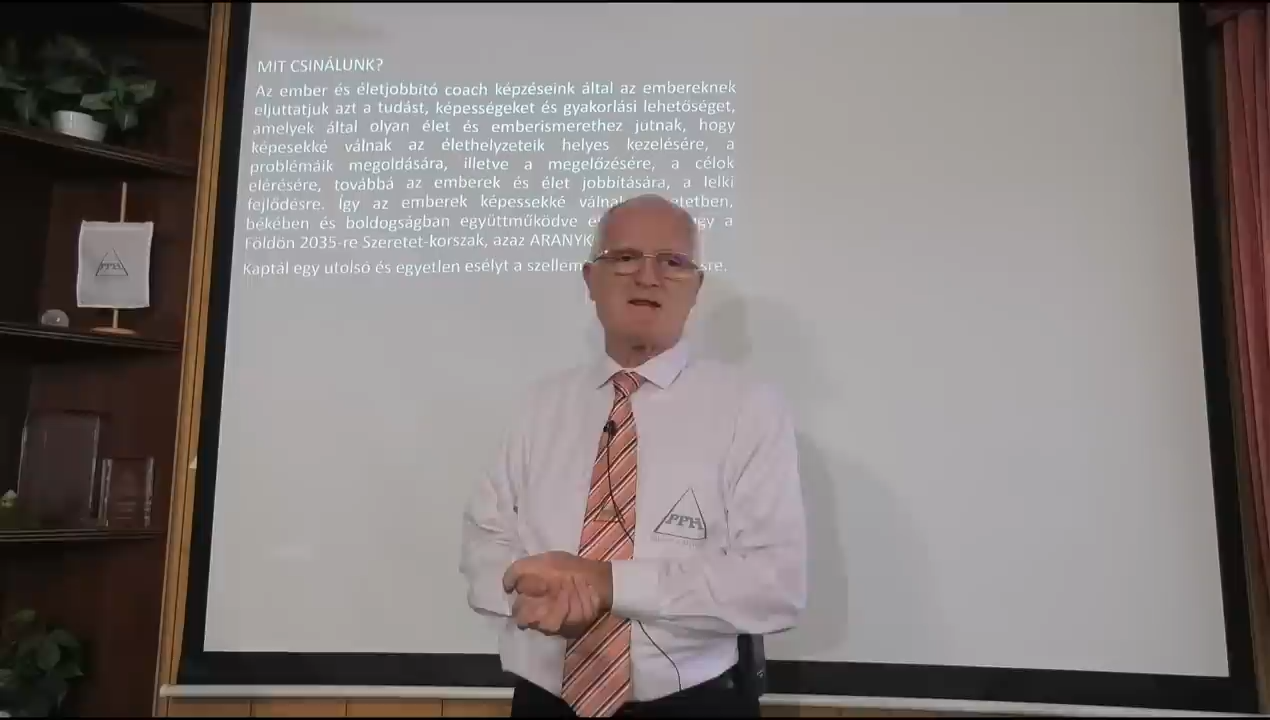 MIT CSINÁLUNK?
Az ember és életjobbító coach képzéseink által az embereknek
eljuttatjuk azt a tudást, képességeket és gyakorlási lehetőséget,
amelyek által olyan élet és emberismerethez jutnak, hogy
képesekké válnak az élethelyzeteik helyes kezelésére, a
problémáik megoldására, illetve a megelőzésére, a célok
elérésére, továbbá az emberek és élet jobbítására, a lelki
fejlődésre. Így az emberek képessekké válnak
békében és boldogságban együttműködve a
Földön 2035-re Szeretet-korszak, azaz
Kaptál egy utolsó és egyetlen esélyt a
PPH
PPH